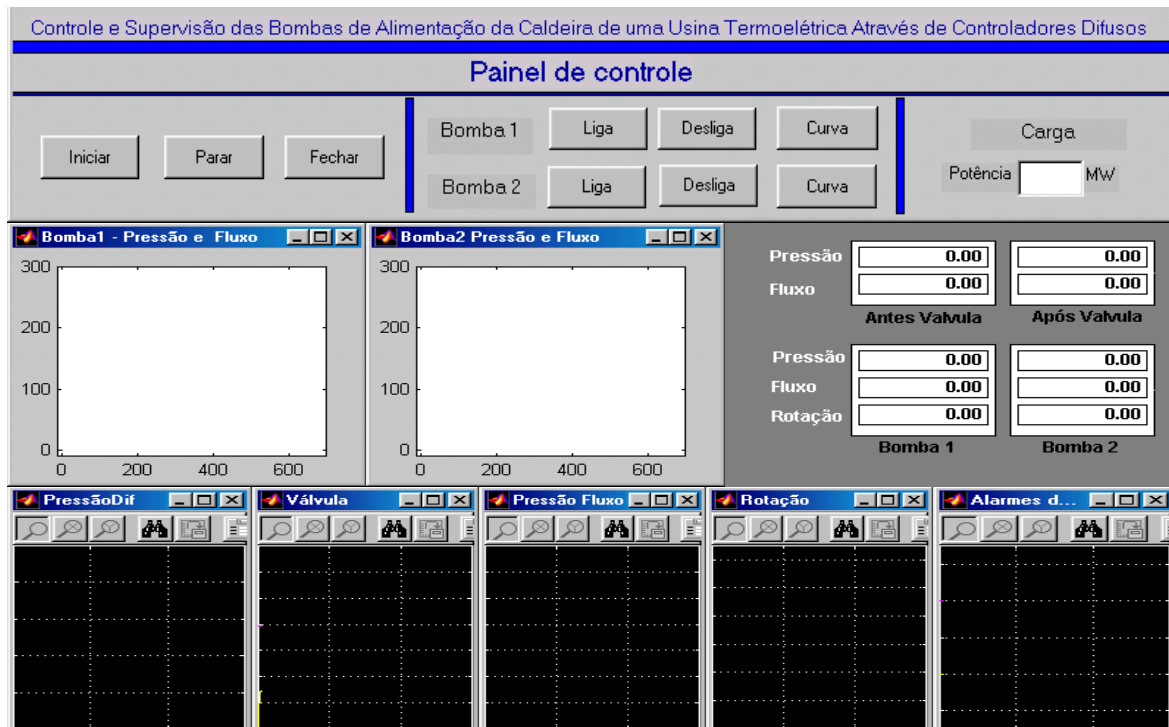 Controle e Supervisão das Bombas de Alimentação da Caldeira de uma Usina Termoelétrica Através de Controladores Difusos
Painel de controle
Iniciar Parar Fechar
Bomba 1 Liga Desliga Curva
Bomba 2 Liga Desliga Curva
Carga
Potência MW
Bomba1 - Pressão e Fluxo
300
200
100
0
0 200 400 600
Bomba2 Pressão e Fluxo
300
200
100
0
0 200 400 600
Pressão 0.00 0.00
Fluxo 0.00 0.00
Antes Valvula Após Valvula
Pressão 0.00 0.00
Fluxo 0.00 0.00
Rotação 0.00 0.00
Bomba 1 Bomba 2
PressãoDif
Válvula
Pressão Fluxo
Rotação
Alarmes d...